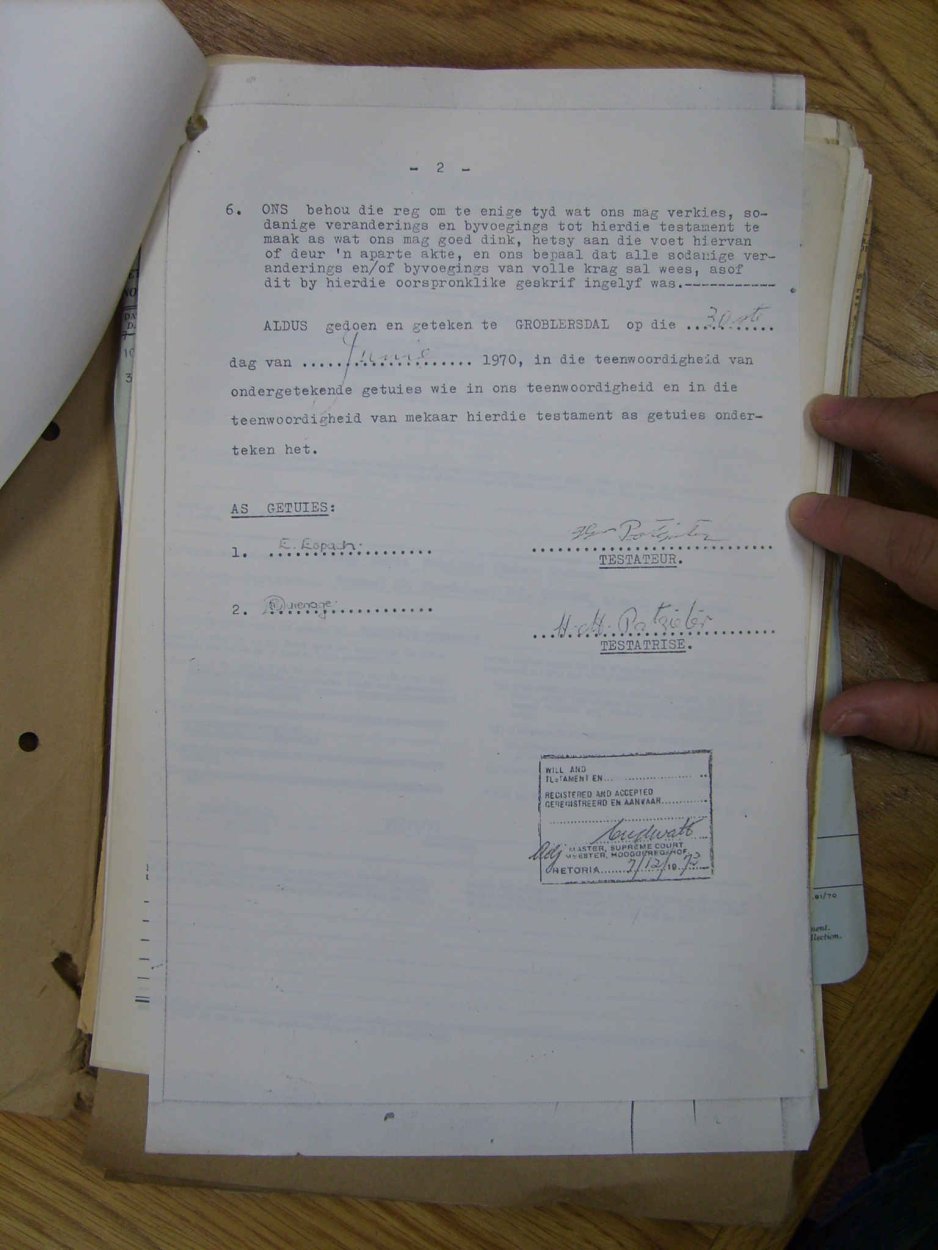 - 2 -
6. ONS behou die reg om te enige tyd wat ons mag verkies, so-
danige veranderings en byvoegings tot hierdie testament te
maak as wat ons mag goed dink, hetsy aan die voet hiervan
of deur 'n aparte akte, en ons bepaal dat alle sodanige ver-
anderings en/of byvoegings van volle krag sal wees, asof
dit by hierdie oorspronklike geskrif ingelyf was.-----------
ALDUS gedoen en geteken te GROBLERSDAL op die ...30ste...
dag van ......Junie...... 1970, in die teenwoordigheid van
ondergetekende getuies wie in ons teenwoordigheid en in die
teenwoordigheid van mekaar hierdie testament as getuies onder-
teken het.
AS GETUIES:
1. E.
Potgieter
TESTATEUR.
2.
H.M. Potgieter
TESTATRISE.
WILL AND
TESTAMENT EN
REGISTERED AND ACCEPTED
GEREGISTREERD EN AANVAAR
MASTER, SUPREME COURT
MEESTER, HOOGGEREGSHOF
PRETORIA 7/12/1973
81/70